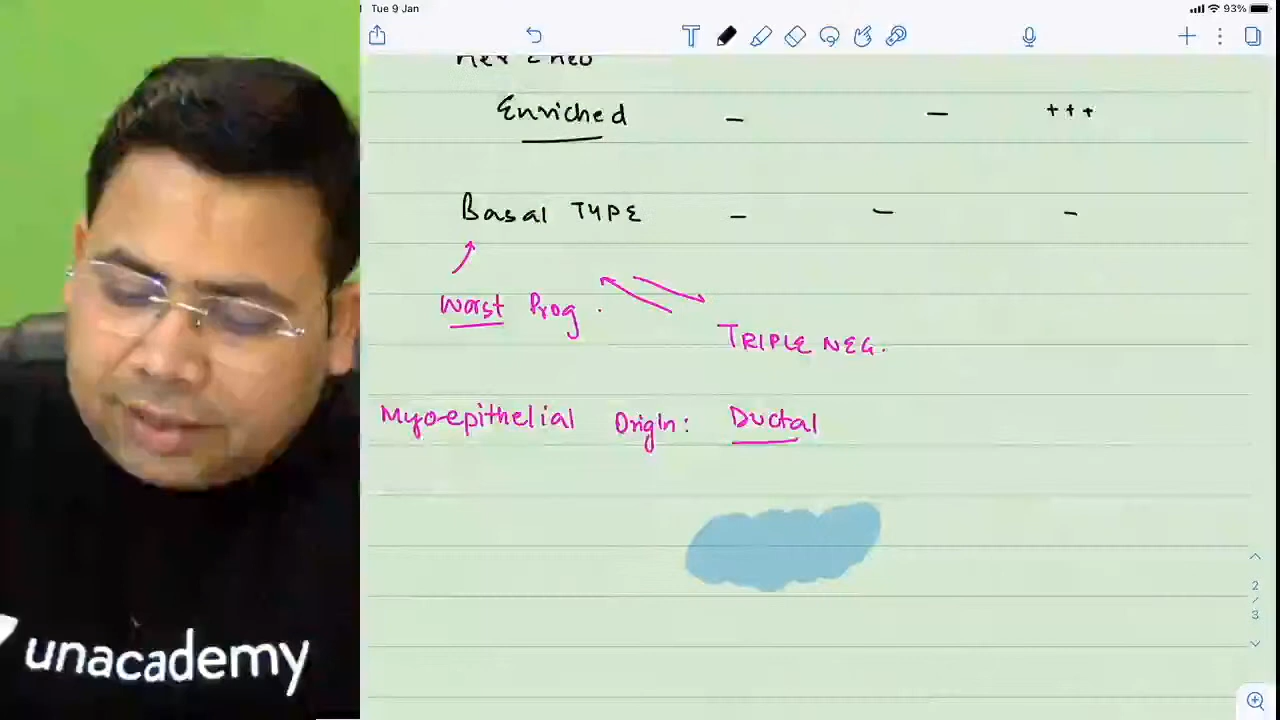 Tue 9 Jan
93%
T
Enriched — — +++
Basal TYPE — — —
Worst Prog.
TRIPLE NEG.
Myoepithelial Origin: Ductal
2
/
3
unacademy